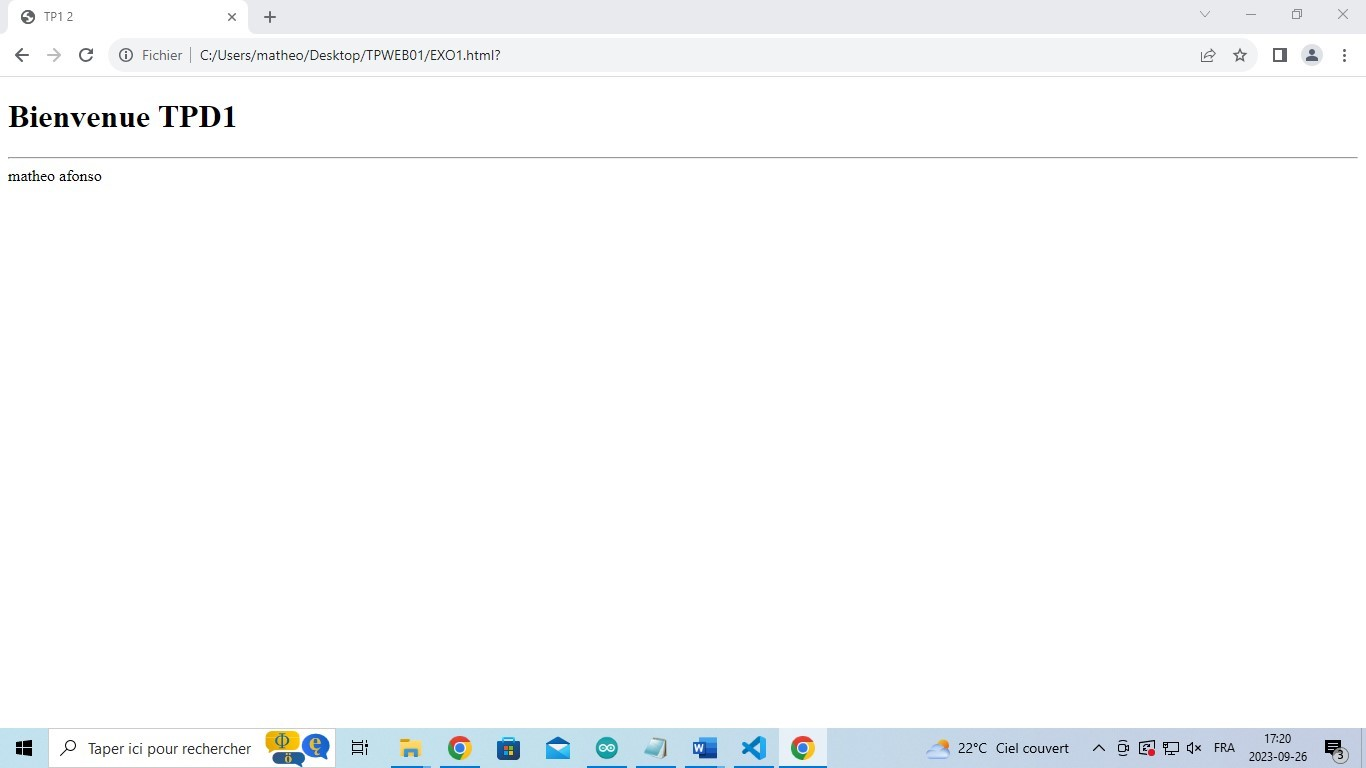 TP1 2
Fichier C:/Users/matheo/Desktop/TPWEB01/EXO1.html?
Bienvenue TPD1
matheo afonso
Taper ici pour rechercher
22°C Ciel couvert
FRA
17:20
2023-09-26
3